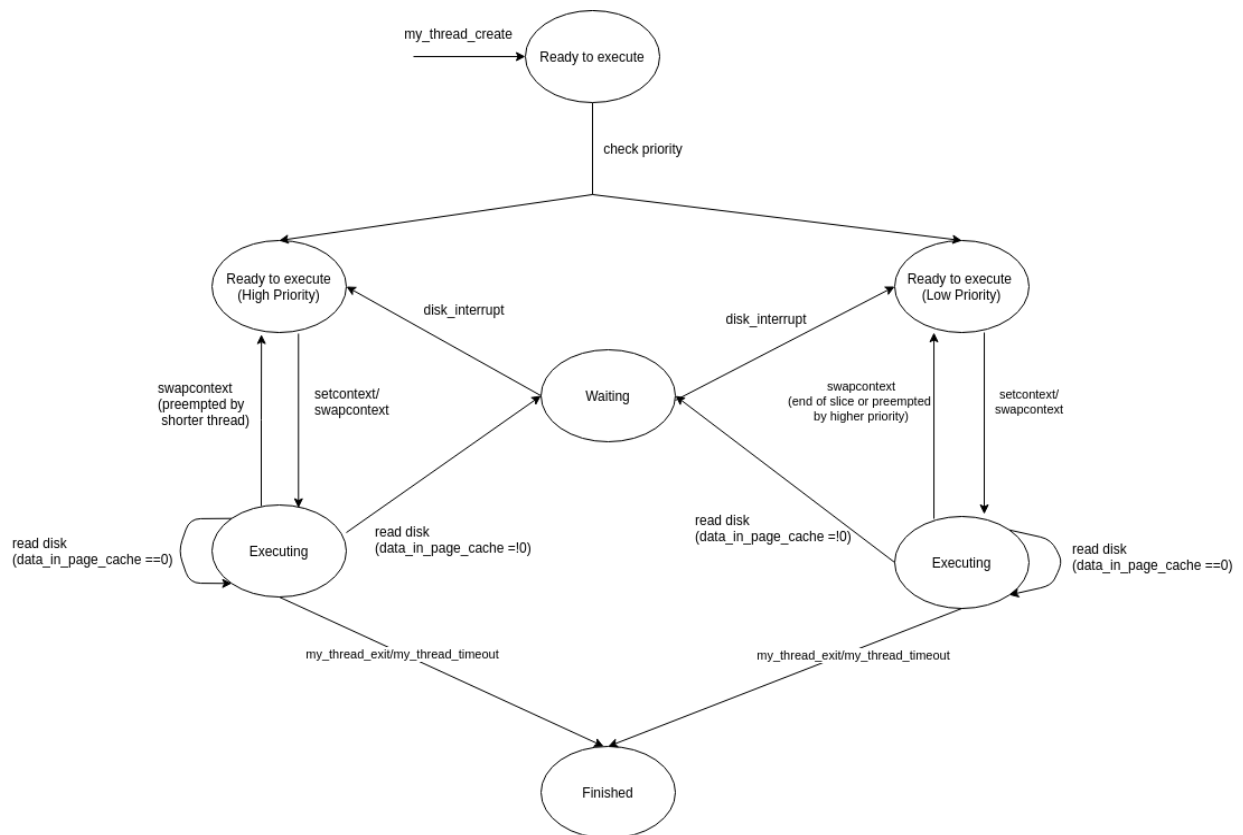 my_thread_create
Ready to execute
check priority
Ready to execute
(High Priority)
Ready to execute
(Low Priority)
disk_interrupt
disk_interrupt
swapcontext
(preempted by
shorter thread)
setcontext/
swapcontext
Waiting
swapcontext
(end of slice or preempted
by higher priority)
setcontext/
swapcontext
read disk
(data_in_page_cache ==0)
Executing
read disk
(data_in_page_cache =!0)
read disk
(data_in_page_cache =!0)
Executing
read disk
(data_in_page_cache ==0)
my_thread_exit/my_thread_timeout
my_thread_exit/my_thread_timeout
Finished